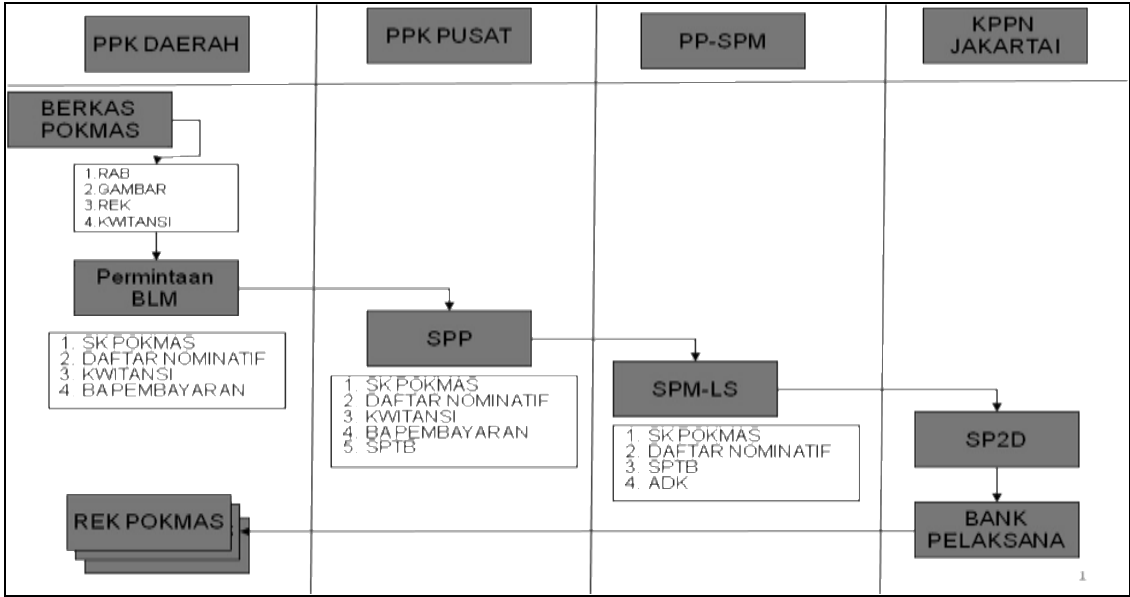 PPK DAERAH
PPK PUSAT
PP-SPM
KPPN
JAKARTAI
BERKAS
POKMAS
1.RAB
2.GAMBAR
3.REK
4.KWITANSI
Permintaan
BLM
1. SK POKMAS
2. DAFTAR NOMINATIF
3. KWITANSI
4. BA PEMBAYARAN
SPP
1. SK POKMAS
2 DAFTAR NOMINATIF
3. KWITANSI
4. BA PEMBAYARAN
5. SPTB
SPM-LS
1. SK POKMAS
2. DAFTAR NOMINATIF
3. SPTB
4. ADK
SP2D
BANK
PELAKSANA
REK POKMAS
1